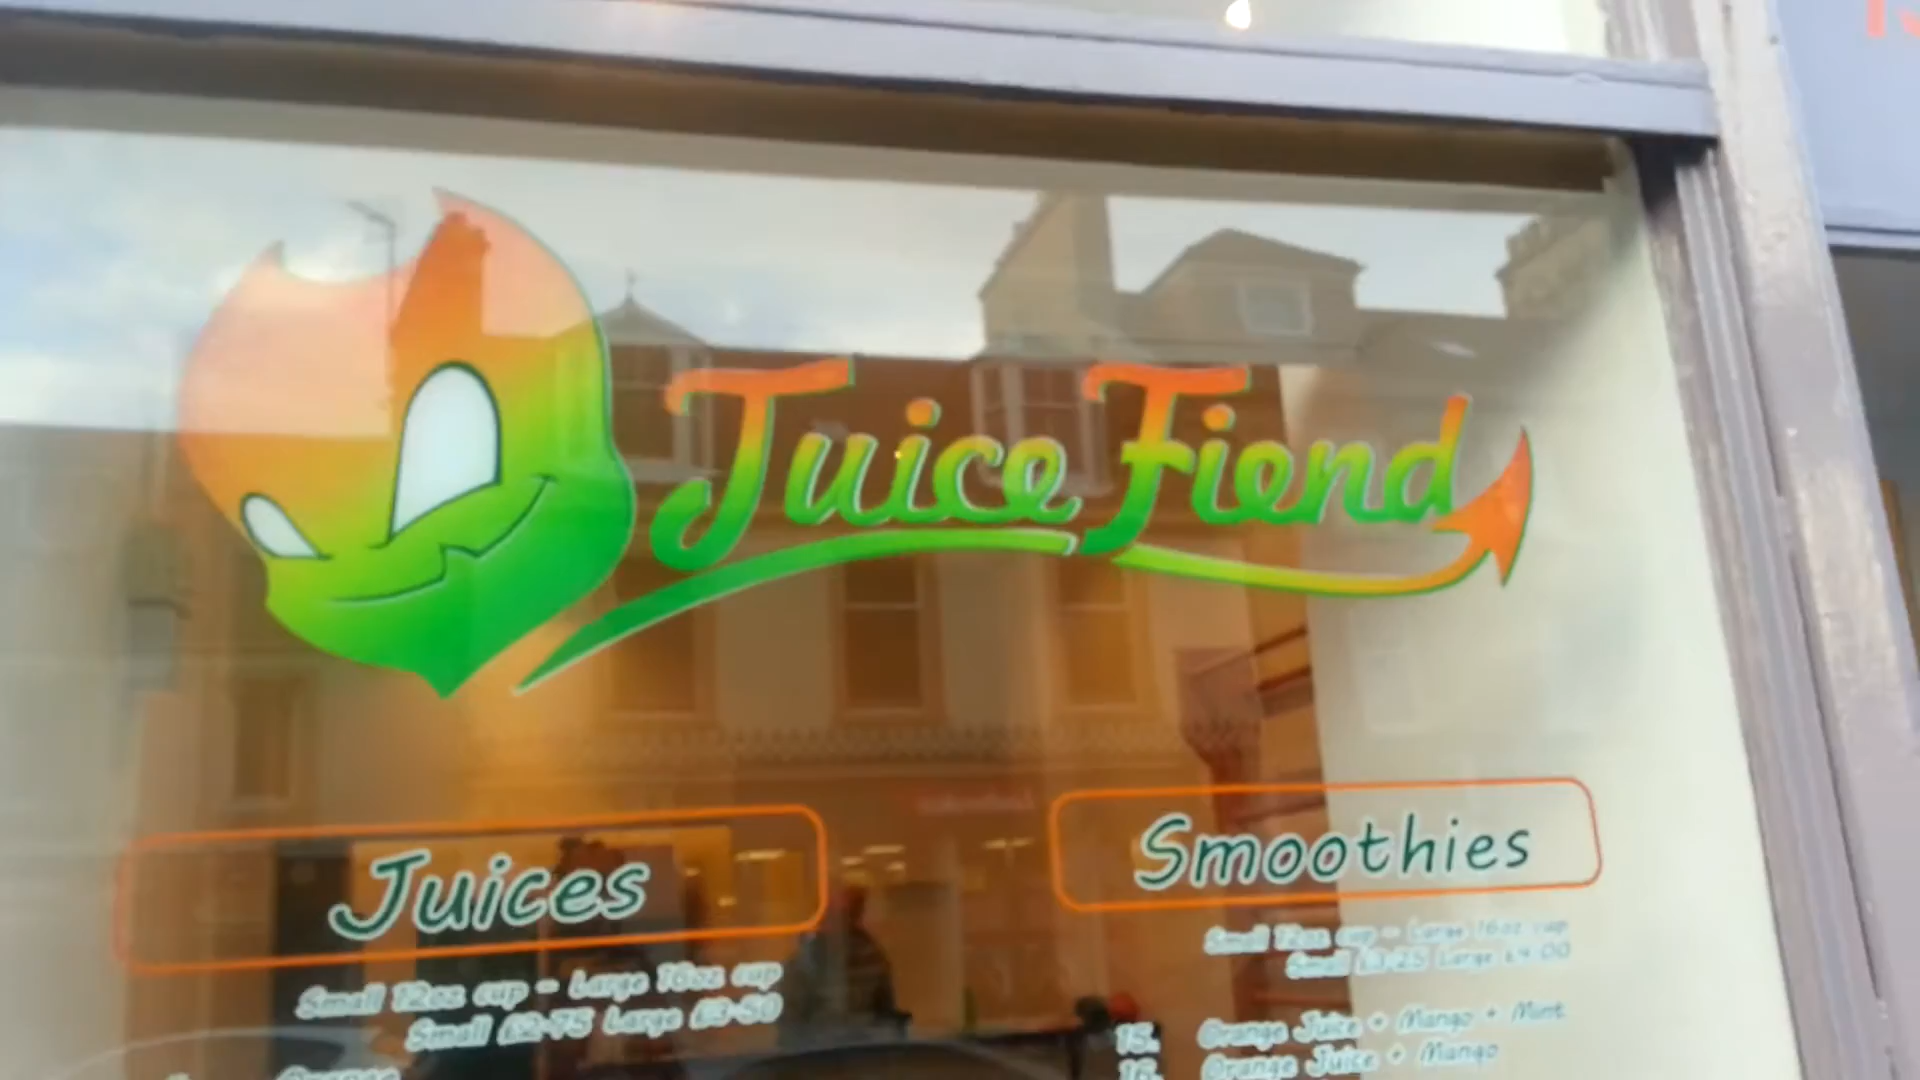 Juice Fiend
Juices
Small 12oz cup - Large 16oz cup
Small £2.75 Large £3.50
Orange
Smoothies
Small 12oz cup - Large 16oz cup
Small £3.25 Large £4.00
15. Orange Juice + Mango + Mint
16. Orange Juice + Mango